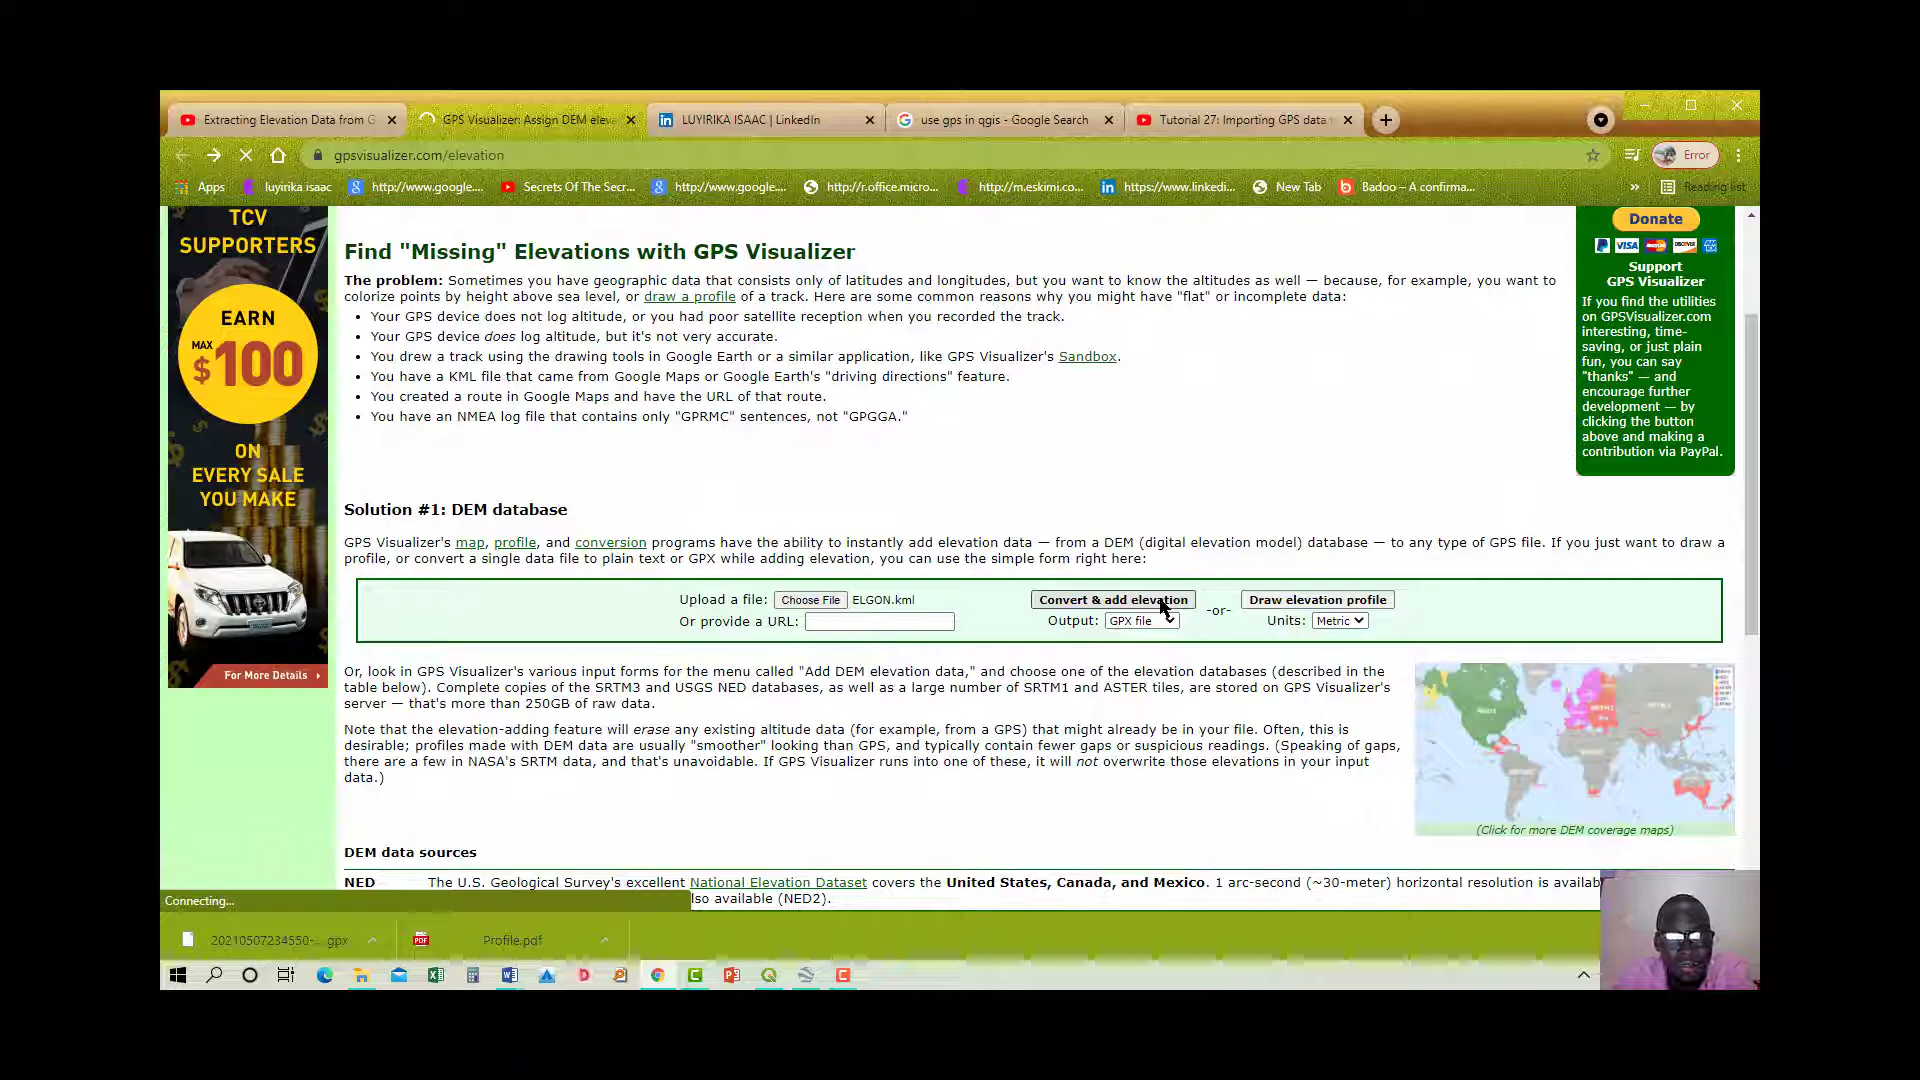 Extracting Elevation Data from G
GPS Visualizer: Assign DEM eleva
LUYIRIKA ISAAC | LinkedIn
use gps in qgis - Google Search
Tutorial 27: Importing GPS data
gpsvisualizer.com/elevation
Error
Apps
luyirika isaac
http://www.google....
Secrets Of The Secr...
http://www.google....
http://r.office.micro...
http://m.eskimi.co...
https://www.linkedi...
New Tab
Badoo – A confirma...
»
Reading list
TCV
SUPPORTERS
EARN
MAX
$100
ON
EVERY SALE
YOU MAKE
For More Details
Find "Missing" Elevations with GPS Visualizer
The problem: Sometimes you have geographic data that consists only of latitudes and longitudes, but you want to know the altitudes as well — because, for example, you want to
colorize points by height above sea level, or draw a profile of a track. Here are some common reasons why you might have "flat" or incomplete data:
• Your GPS device does not log altitude, or you had poor satellite reception when you recorded the track.
• Your GPS device does log altitude, but it's not very accurate.
• You drew a track using the drawing tools in Google Earth or a similar application, like GPS Visualizer's Sandbox.
• You have a KML file that came from Google Maps or Google Earth's "driving directions" feature.
• You created a route in Google Maps and have the URL of that route.
• You have an NMEA log file that contains only "GPRMC" sentences, not "GPGGA."
Donate
VISA
Support
GPS Visualizer
If you find the utilities
on GPSVisualizer.com
interesting, time-
saving, or just plain
fun, you can say
"thanks" — and
encourage further
development — by
clicking the button
above and making a
contribution via PayPal.
Solution #1: DEM database
GPS Visualizer's map, profile, and conversion programs have the ability to instantly add elevation data — from a DEM (digital elevation model) database — to any type of GPS file. If you just want to draw a
profile, or convert a single data file to plain text or GPX while adding elevation, you can use the simple form right here:
Upload a file: Choose File ELGON.kml
Or provide a URL:
Convert & add elevation
Output: GPX file
-or-
Draw elevation profile
Units: Metric
Or, look in GPS Visualizer's various input forms for the menu called "Add DEM elevation data," and choose one of the elevation databases (described in the
table below). Complete copies of the SRTM3 and USGS NED databases, as well as a large number of SRTM1 and ASTER tiles, are stored on GPS Visualizer's
server — that's more than 250GB of raw data.
Note that the elevation-adding feature will erase any existing altitude data (for example, from a GPS) that might already be in your file. Often, this is
desirable; profiles made with DEM data are usually "smoother" looking than GPS, and typically contain fewer gaps or suspicious readings. (Speaking of gaps,
there are a few in NASA's SRTM data, and that's unavoidable. If GPS Visualizer runs into one of these, it will not overwrite those elevations in your input
data.)
(Click for more DEM coverage maps)
DEM data sources
NED
The U.S. Geological Survey's excellent National Elevation Dataset covers the United States, Canada, and Mexico. 1 arc-second (~30-meter) horizontal resolution is availab
lso available (NED2).
Connecting...
20210507234550-....gpx
PDF
Profile.pdf